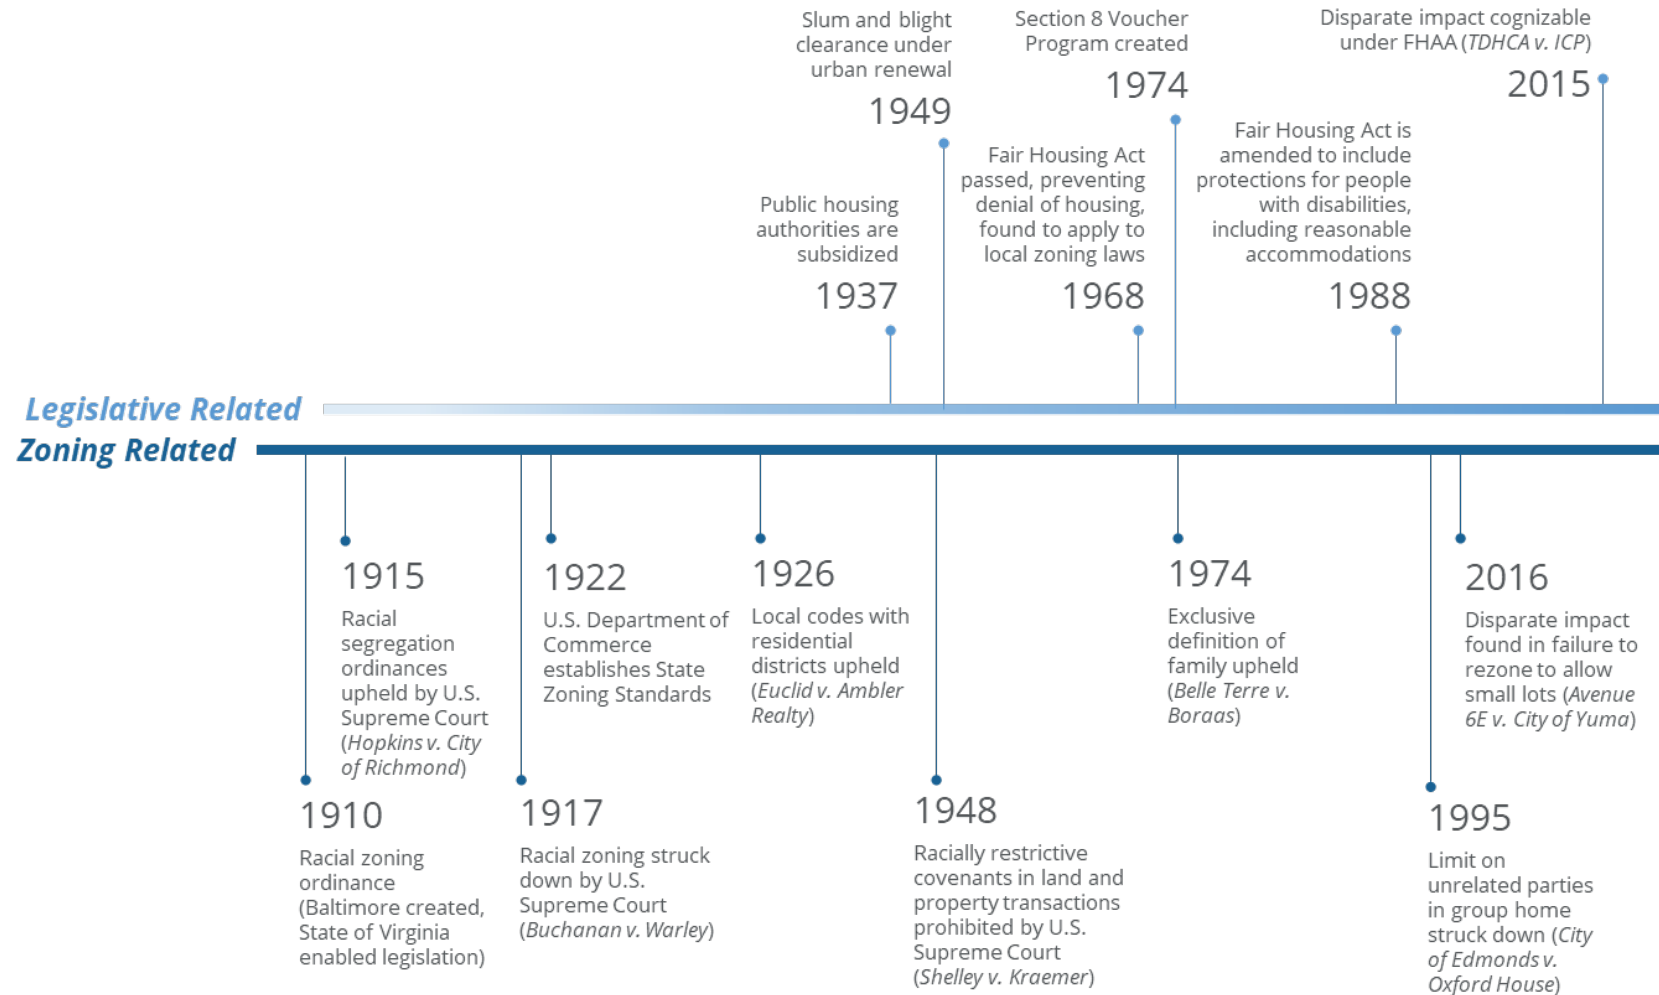 Slum and blight
clearance under
urban renewal
1949
Section 8 Voucher
Program created
1974
Disparate impact cognizable
under FHAA (TDHCA v. ICP)
2015
Public housing
authorities are
subsidized
1937
Fair Housing Act
passed, preventing
denial of housing,
found to apply to
local zoning laws
1968
Fair Housing Act is
amended to include
protections for people
with disabilities,
including reasonable
accommodations
1988
Legislative Related
Zoning Related
1915
Racial
segregation
ordinances
upheld by U.S.
Supreme Court
(Hopkins v. City
of Richmond)
1922
U.S. Department of
Commerce
establishes State
Zoning Standards
1926
Local codes with
residential
districts upheld
(Euclid v. Ambler
Realty)
1974
Exclusive
definition of
family upheld
(Belle Terre v.
Boraas)
2016
Disparate impact
found in failure to
rezone to allow
small lots (Avenue
6E v. City of Yuma)
1910
Racial zoning
ordinance
(Baltimore created,
State of Virginia
enabled legislation)
1917
Racial zoning struck
down by U.S.
Supreme Court
(Buchanan v. Warley)
1948
Racially restrictive
covenants in land and
property transactions
prohibited by U.S.
Supreme Court
(Shelley v. Kraemer)
1995
Limit on
unrelated parties
in group home
struck down (City
of Edmonds v.
Oxford House)